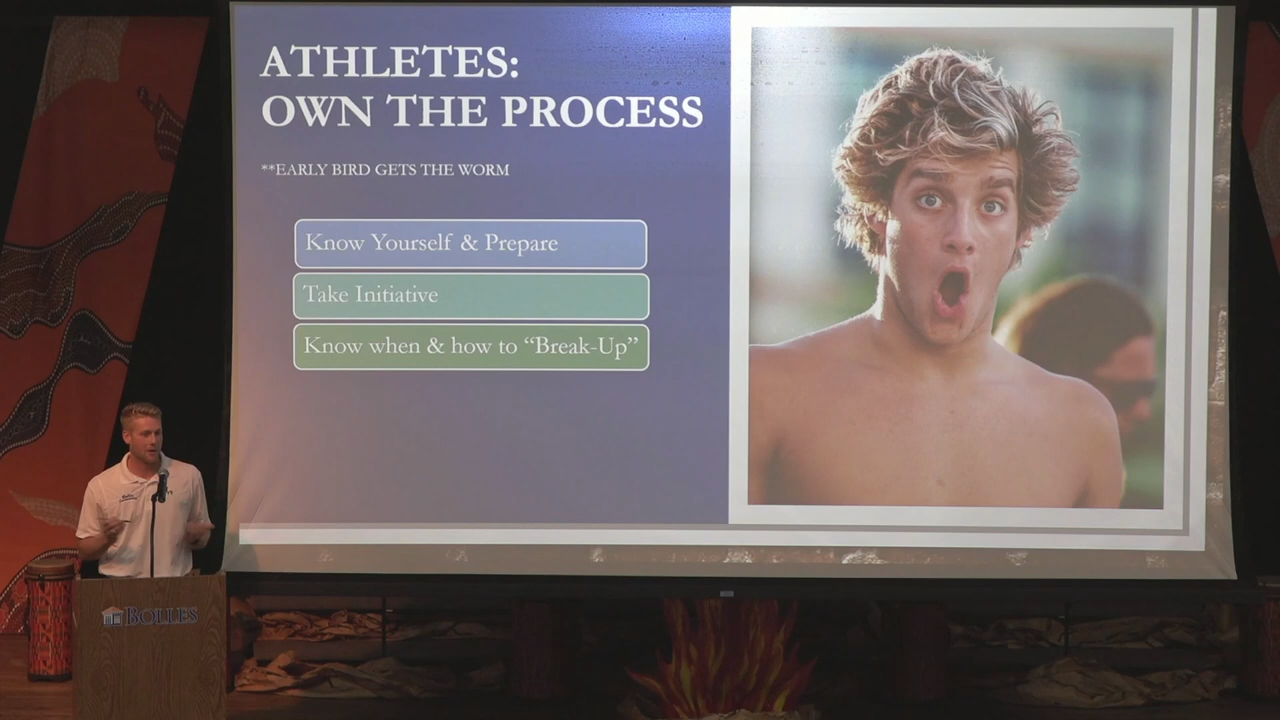 ATHLETES:
OWN THE PROCESS
**EARLY BIRD GETS THE WORM
Know Yourself & Prepare
Take Initiative
Know when & how to “Break-Up”
BOLLES